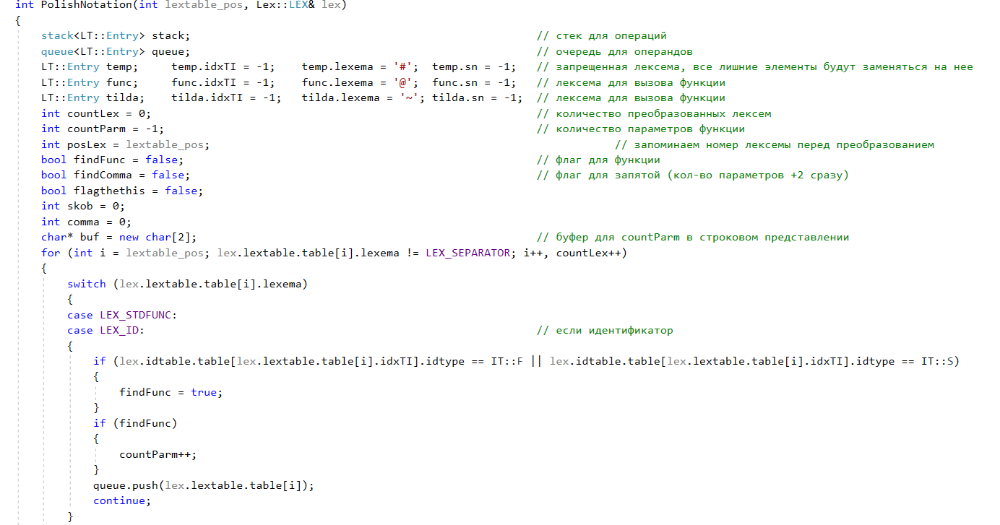 int PolishNotation(int lextable_pos, Lex::LEX& lex)
{
stack<LT::Entry> stack; // стек для операций
queue<LT::Entry> queue; // очередь для операндов
LT::Entry temp; temp.idxTI = -1; temp.lexema = '#'; temp.sn = -1; // запрещенная лексема, все лишние элементы будут заменяться на нее
LT::Entry func; func.idxTI = -1; func.lexema = '@'; func.sn = -1; // лексема для вызова функции
LT::Entry tilda; tilda.idxTI = -1; tilda.lexema = '~'; tilda.sn = -1; // лексема для вызова функции
int countLex = 0; // количество преобразованных лексем
int countParm = -1; // количество параметров функции
int posLex = lextable_pos; // запоминаем номер лексемы перед преобразованием
bool findFunc = false; // флаг для функции
bool findComma = false; // флаг для запятой (кол-во параметров +2 сразу)
bool flagthethis = false;
int skob = 0;
int comma = 0;
char* buf = new char[2]; // буфер для countParm в строковом представлении
for (int i = lextable_pos; lex.lextable.table[i].lexema != LEX_SEPARATOR; i++, countLex++)
{
switch (lex.lextable.table[i].lexema)
{
case LEX_STDFUNC:
case LEX_ID: // если идентификатор
{
if (lex.idtable.table[lex.lextable.table[i].idxTI].idtype == IT::F || lex.idtable.table[lex.lextable.table[i].idxTI].idtype == IT::S)
{
findFunc = true;
}
if (findFunc)
{
countParm++;
}
queue.push(lex.lextable.table[i]);
continue;
}